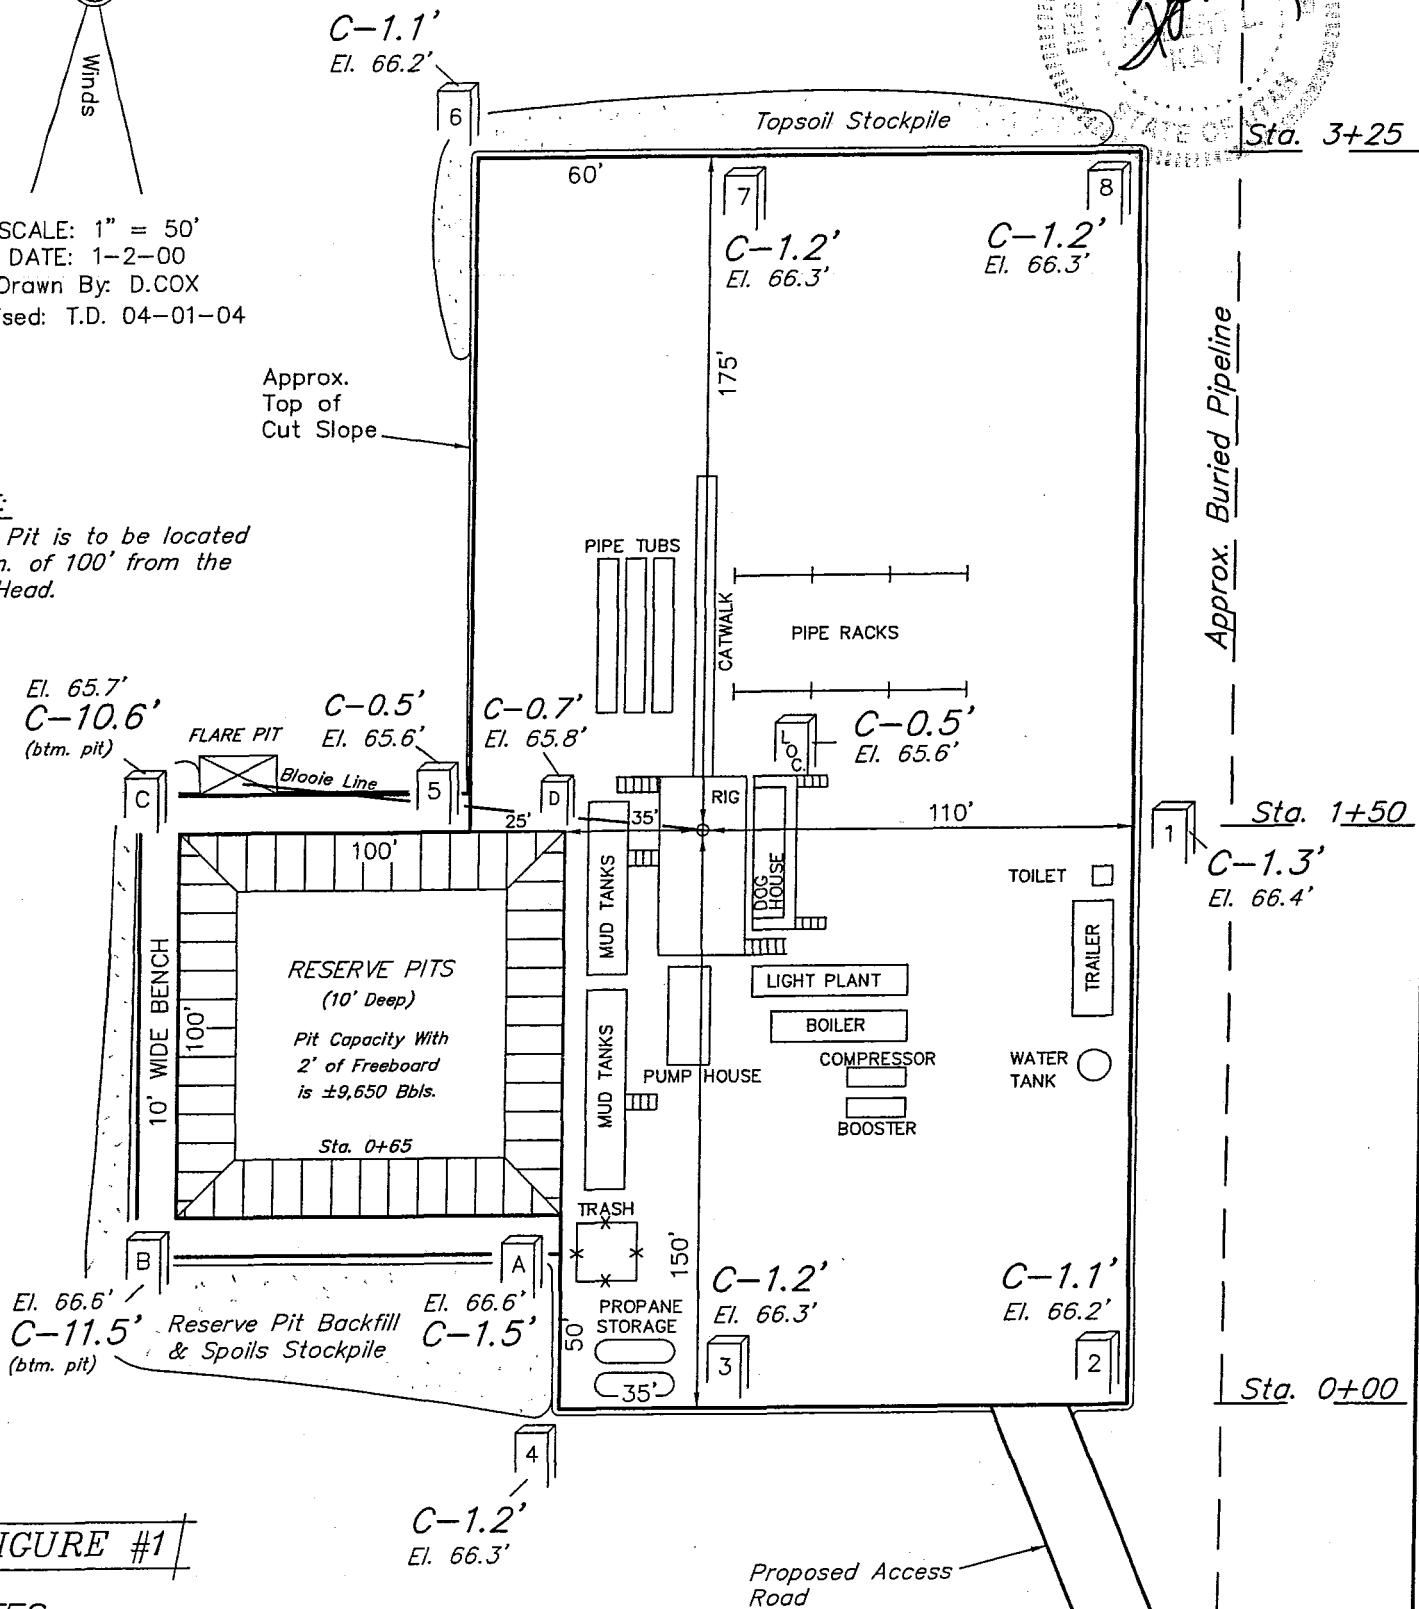 C-1.1'
El. 66.2'
Winds
6
Topsoil Stockpile
STATE OF UTAH
Sta. 3+25
60'
7
8
C-1.2'
El. 66.3'
C-1.2'
El. 66.3'
SCALE: 1" = 50'
DATE: 1-2-00
Drawn By: D.COX
sed: T.D. 04-01-04
175'
Approx.
Top of
Cut Slope
Approx. Buried Pipeline
E:
Pit is to be located
n. of 100' from the
Head.
PIPE TUBS
CATWALK
PIPE RACKS
El. 65.7'
C-10.6'
(btm. pit)
FLARE PIT
Blooie Line
C-0.5'
El. 65.6'
C-0.7'
El. 65.8'
LOC.
C-0.5'
El. 65.6'
C
5
D
RIG
25'
35'
110'
1
Sta. 1+50
C-1.3'
El. 66.4'
100'
MUD TANKS
DOG HOUSE
TOILET
TRAILER
10' WIDE BENCH
100'
RESERVE PITS
(10' Deep)
Pit Capacity With
2' of Freeboard
is ±9,650 Bbls.
Sta. 0+65
MUD TANKS
PUMP HOUSE
LIGHT PLANT
BOILER
COMPRESSOR
BOOSTER
WATER
TANK
TRASH
B
A
El. 66.6'
C-11.5'
(btm. pit)
Reserve Pit Backfill
& Spoils Stockpile
El. 66.6'
C-1.5'
50'
150'
PROPANE
STORAGE
35'
C-1.2'
El. 66.3'
3
C-1.1'
El. 66.2'
2
Sta. 0+00
4
C-1.2'
El. 66.3'
IGURE #1
Proposed Access
Road